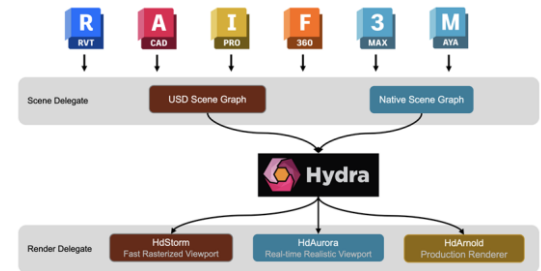 R A I F 3 M
RVT CAD PRO 360 MAX AYA
Scene Delegate
USD Scene Graph
Native Scene Graph
Hydra
Render Delegate
HdStorm
Fast Rasterized Viewport
HdAurora
Real-time Realistic Viewport
HdArnold
Production Renderer